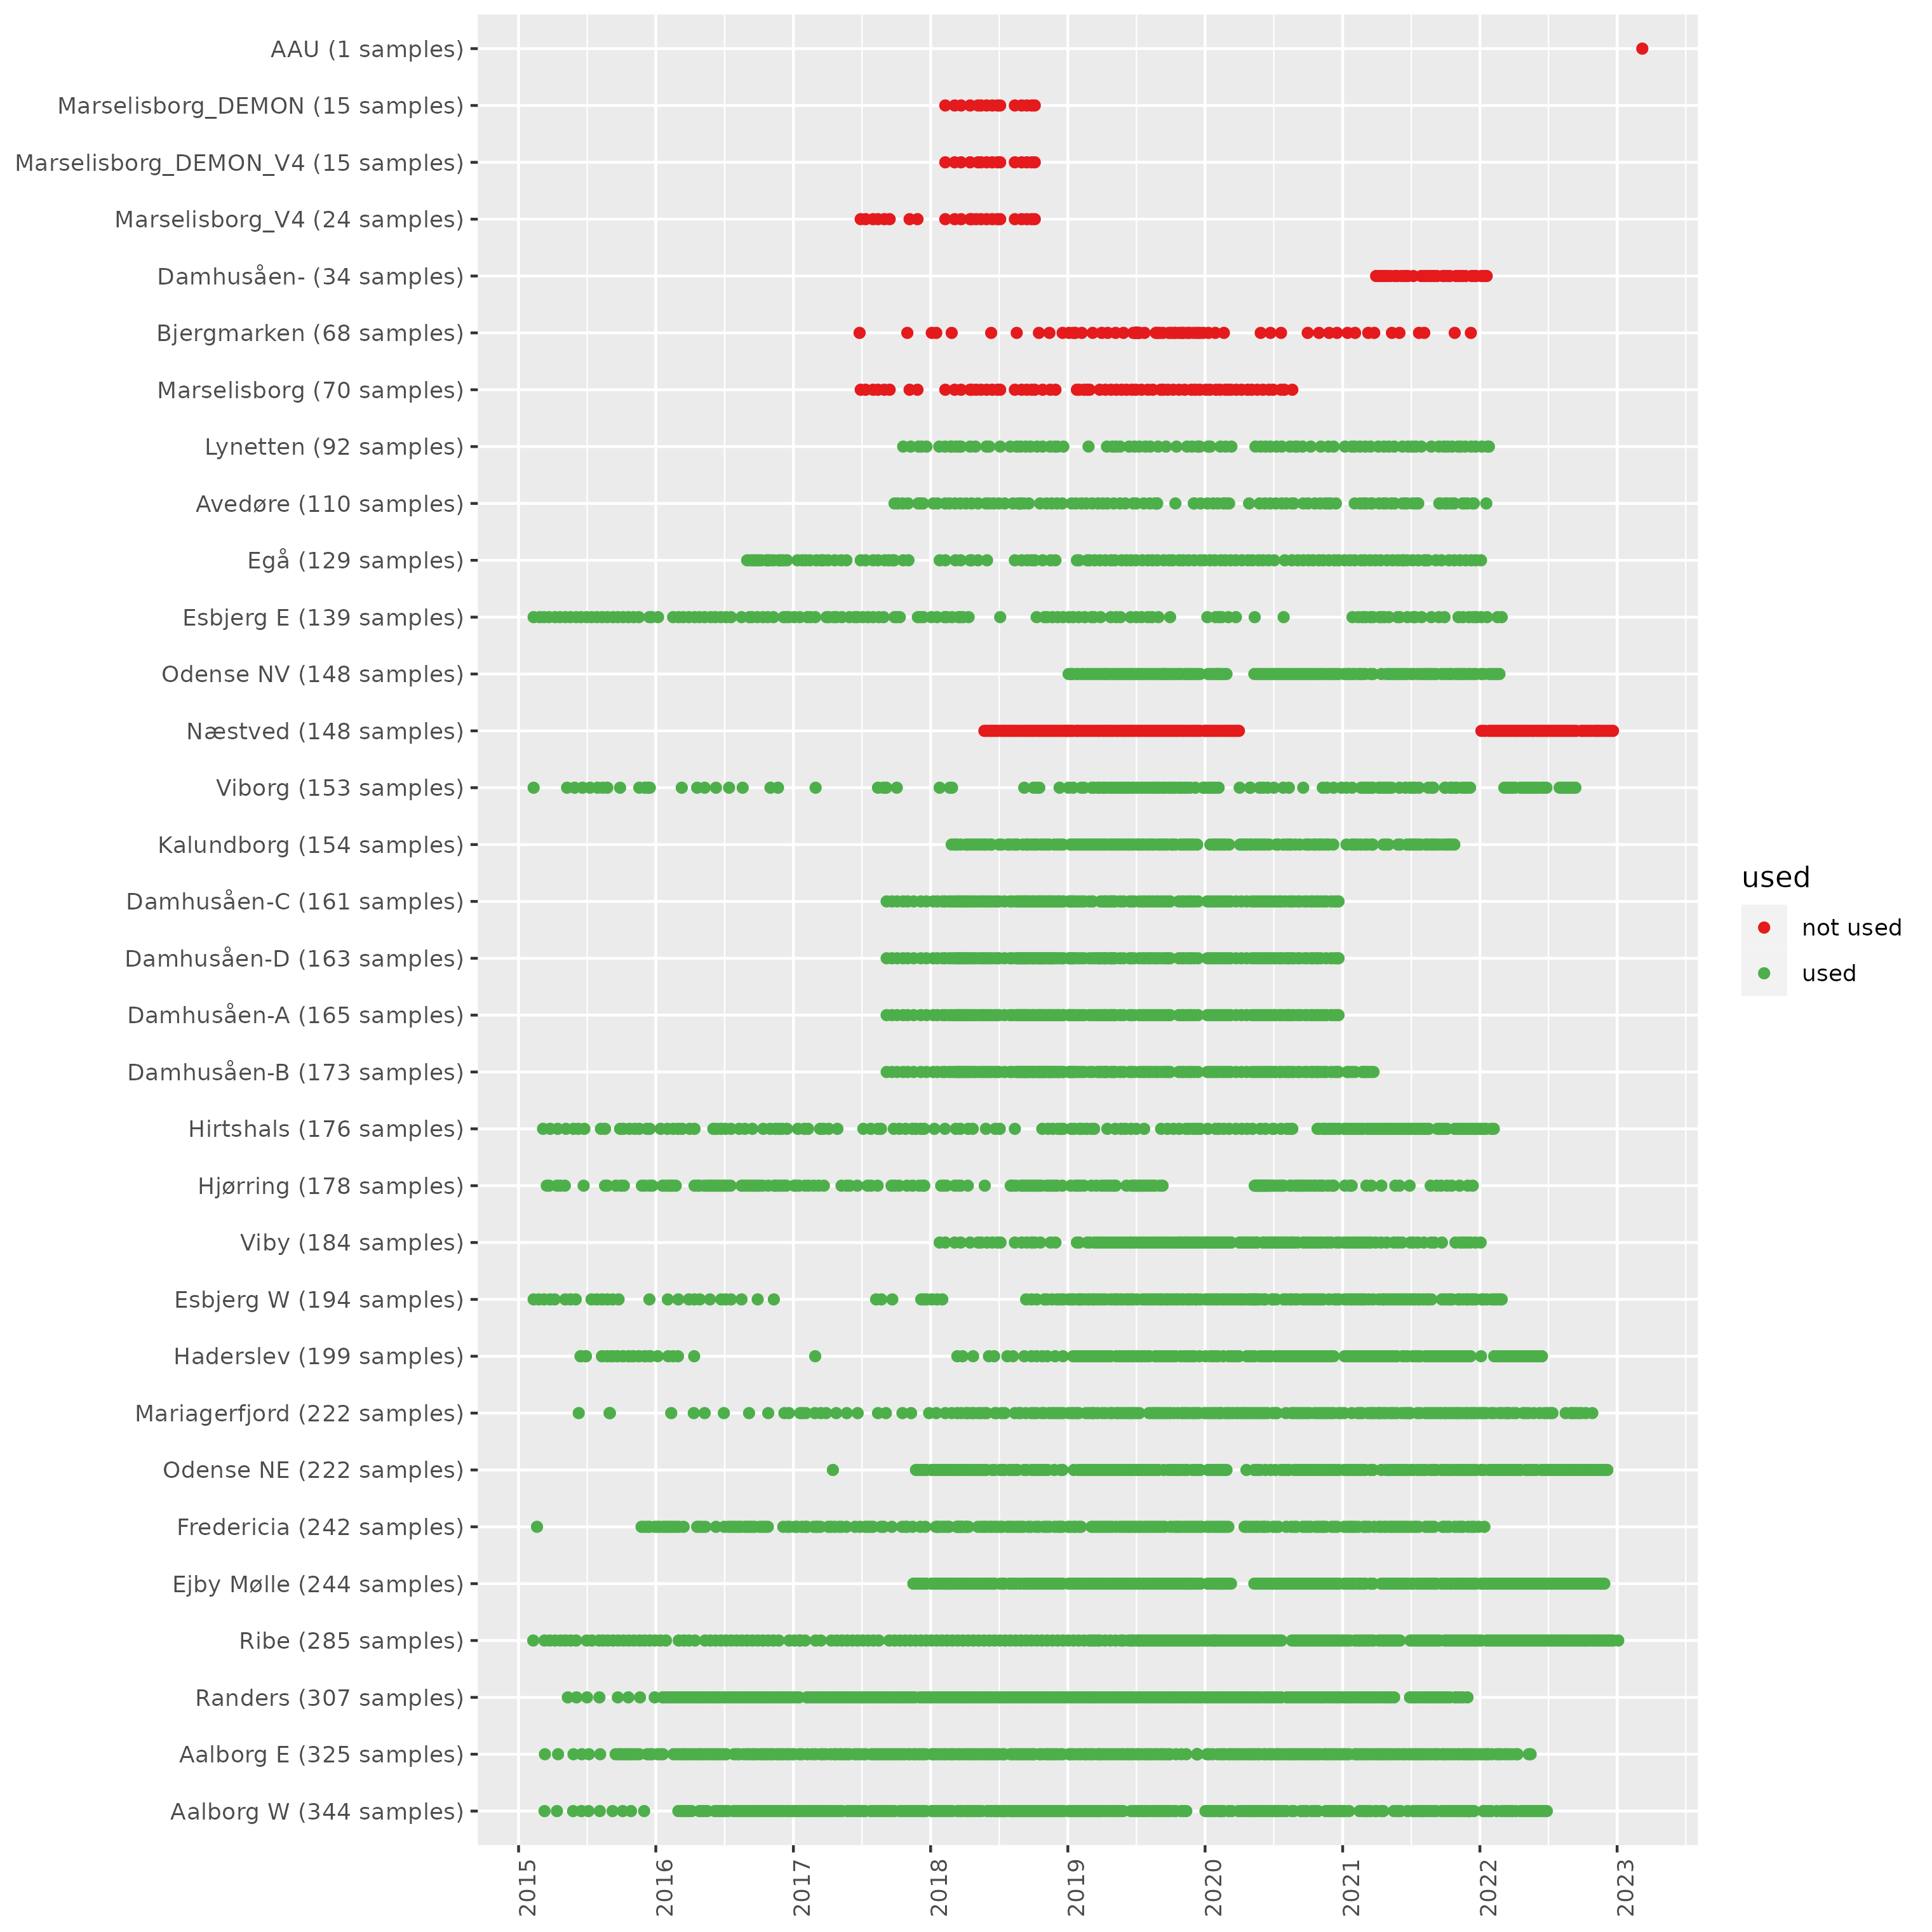 AAU (1 samples)
Marselisborg_DEMON (15 samples)
Marselisborg_DEMON_V4 (15 samples)
Marselisborg_V4 (24 samples)
Damhusåen- (34 samples)
Bjergmarken (68 samples)
Marselisborg (70 samples)
Lynetten (92 samples)
Avedøre (110 samples)
Egå (129 samples)
Esbjerg E (139 samples)
Odense NV (148 samples)
Næstved (148 samples)
Viborg (153 samples)
Kalundborg (154 samples)
Damhusåen-C (161 samples)
Damhusåen-D (163 samples)
Damhusåen-A (165 samples)
Damhusåen-B (173 samples)
Hirtshals (176 samples)
Hjørring (178 samples)
Viby (184 samples)
Esbjerg W (194 samples)
Haderslev (199 samples)
Mariagerfjord (222 samples)
Odense NE (222 samples)
Fredericia (242 samples)
Ejby Mølle (244 samples)
Ribe (285 samples)
Randers (307 samples)
Aalborg E (325 samples)
Aalborg W (344 samples)
2015
2016
2017
2018
2019
2020
2021
2022
2023
used
not used
used